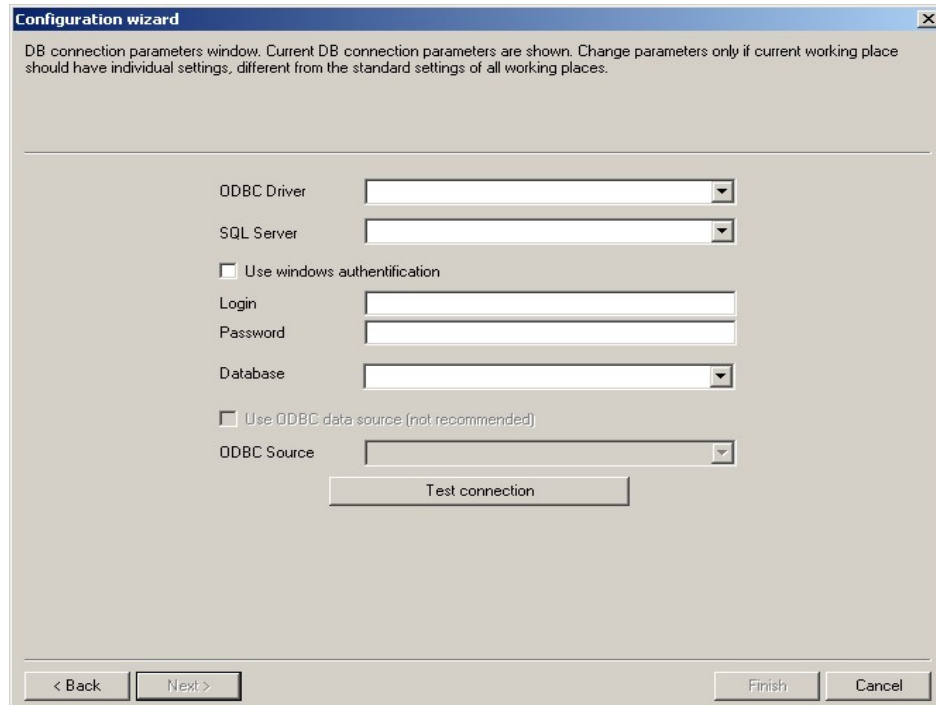 Configuration wizard
DB connection parameters window. Current DB connection parameters are shown. Change parameters only if current working place
should have individual settings, different from the standard settings of all working places.
ODBC Driver
SQL Server
Use windows authentification
Login
Password
Database
Use ODBC data source (not recommended)
ODBC Source
Test connection
< Back Next > Finish Cancel